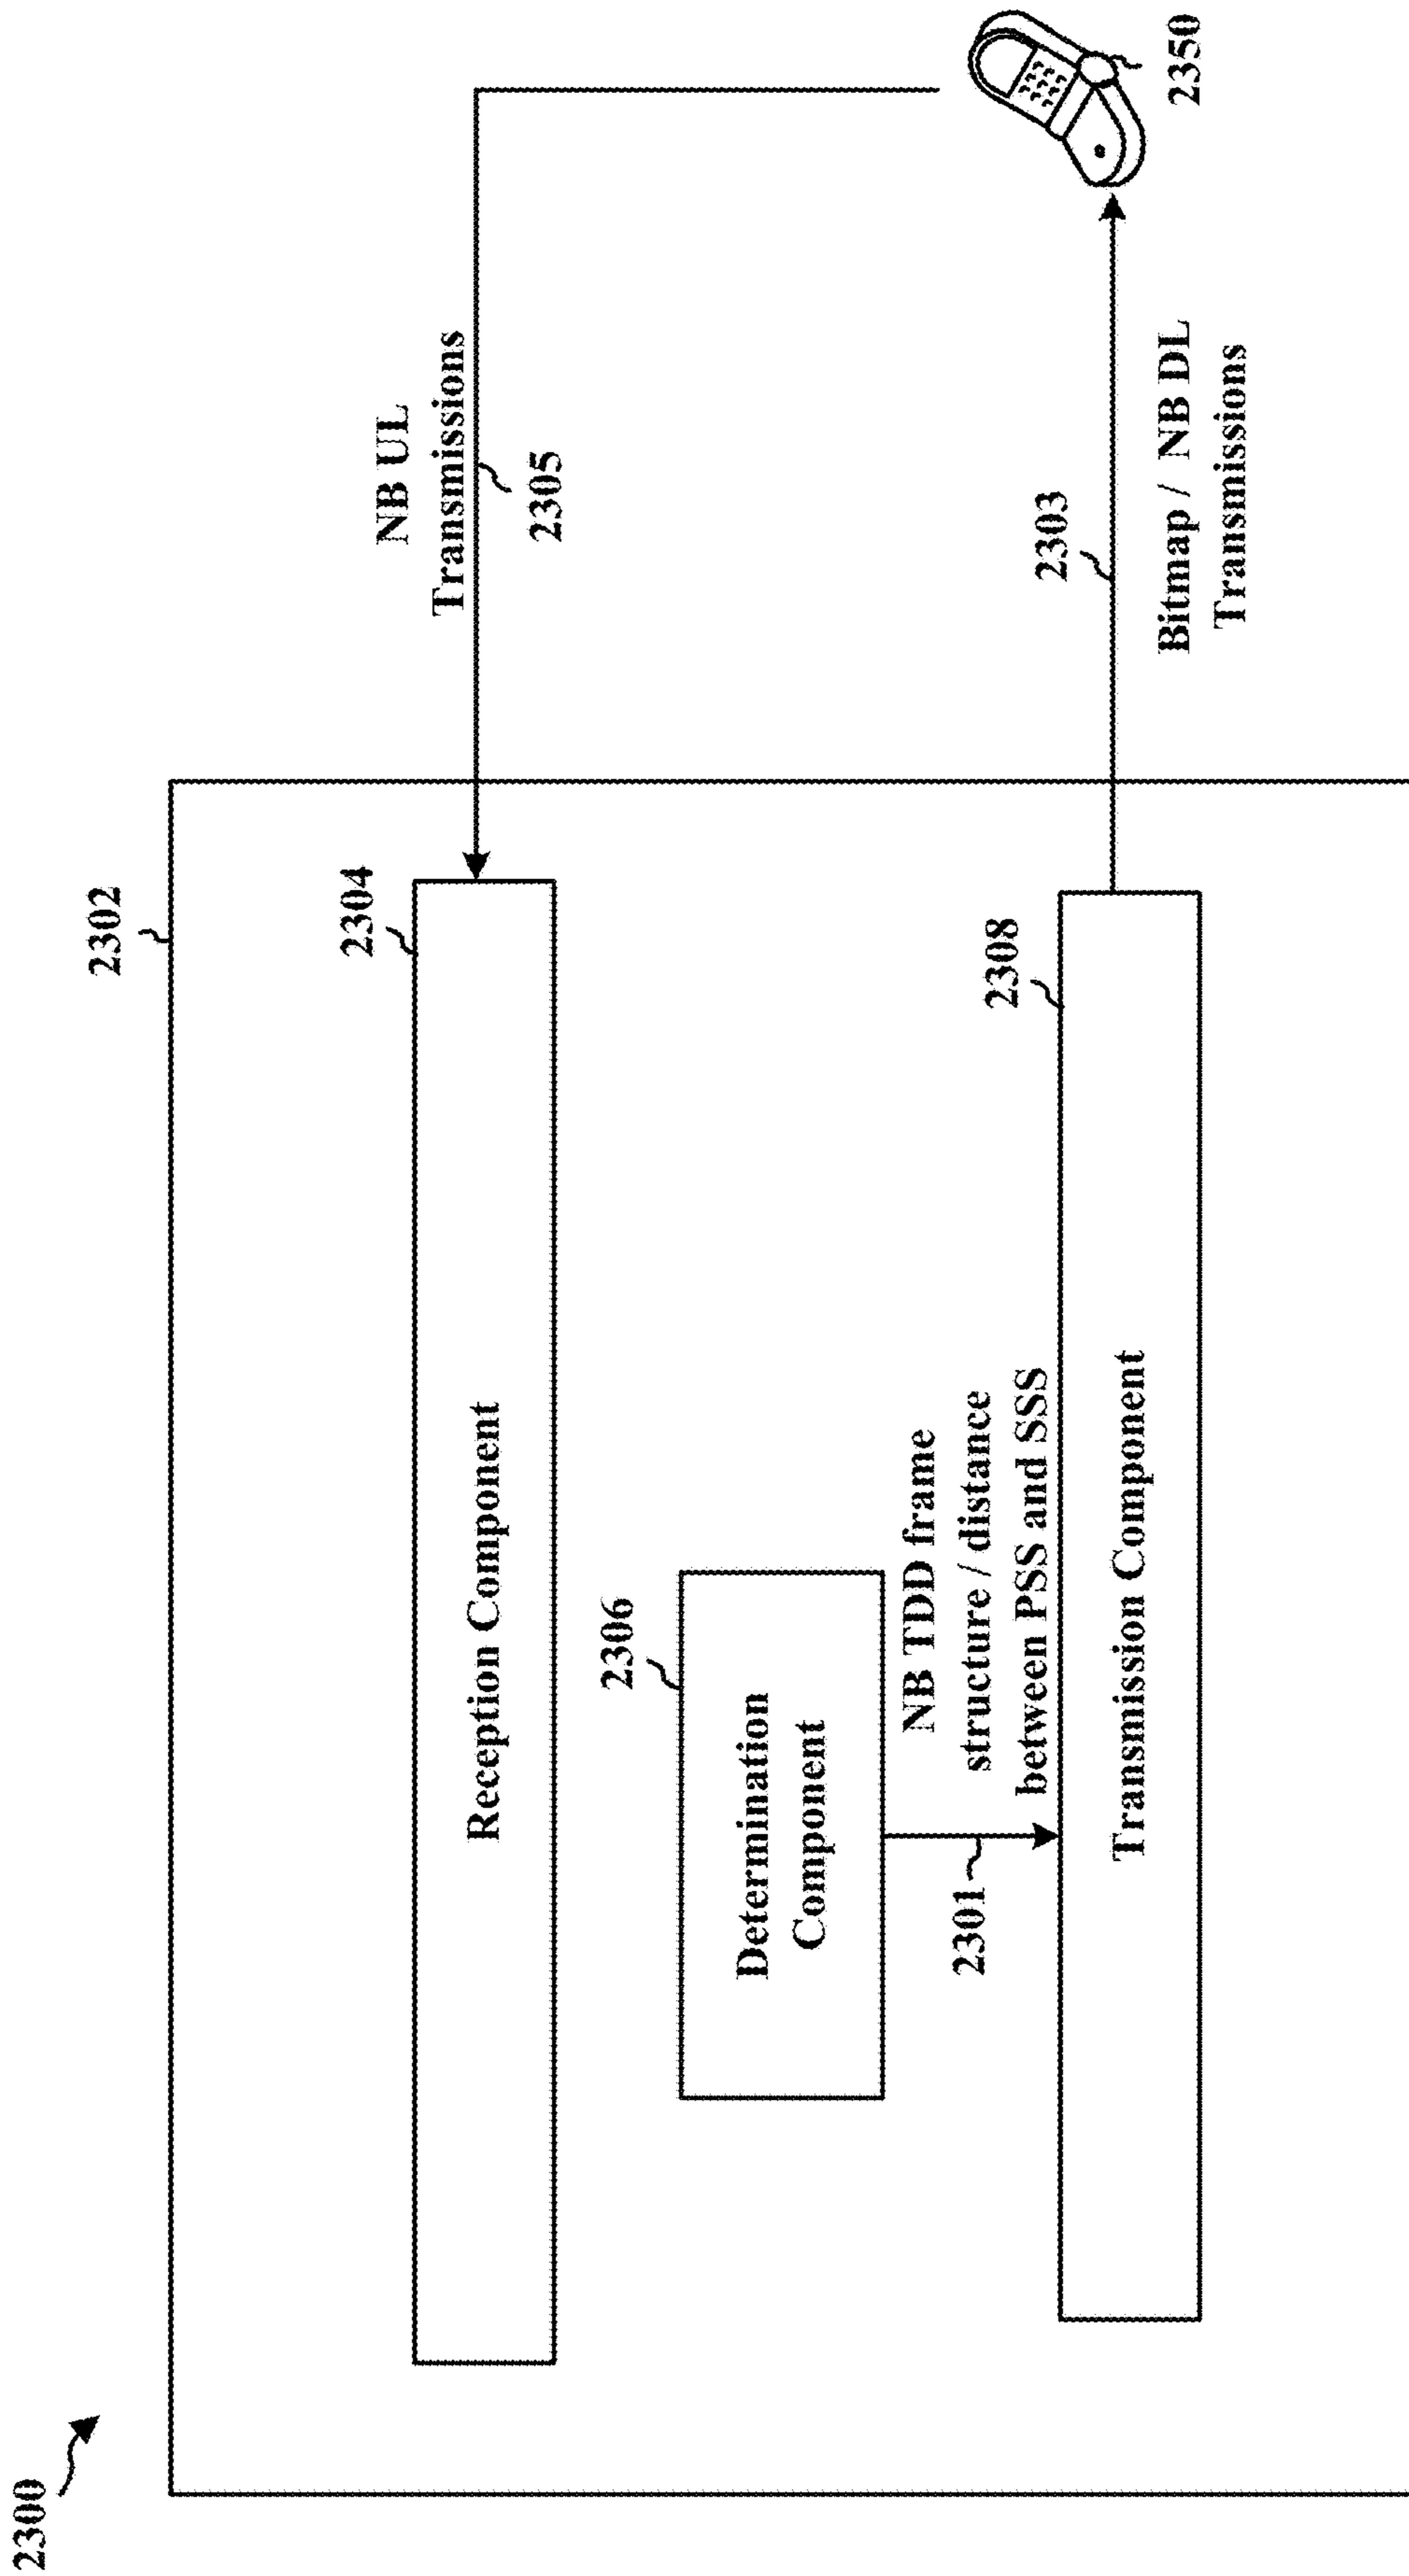 2300
2302
2304
Reception Component
NB UL
Transmissions
2305
2306
Determination
Component
2301
NB TDD frame
structure / distance
between PSS and SSS
2308
Transmission Component
2303
Bitmap / NB DL
Transmissions
2350